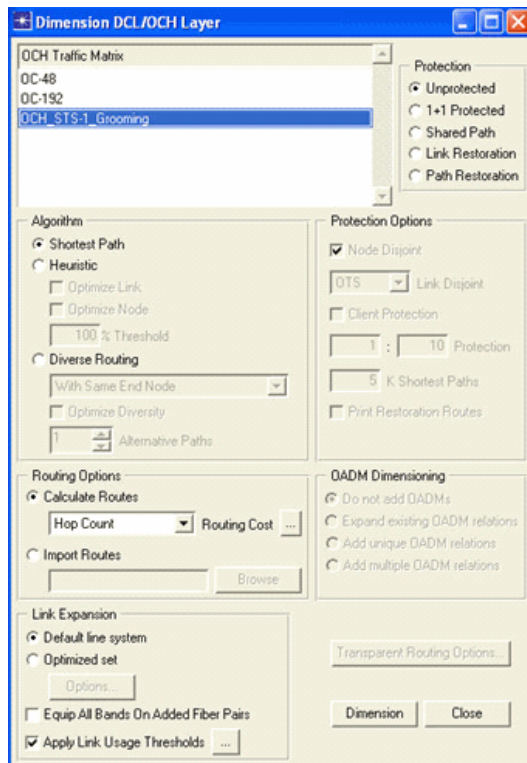 Dimension DCL/OCH Layer
OCH Traffic Matrix
OC-48
OC-192
OCH_STS-1_Grooming
Protection
Unprotected
1+1 Protected
Shared Path
Link Restoration
Path Restoration
Algorithm
Shortest Path
Heuristic
Optimize Link
Optimize Node
100 % Threshold
Diverse Routing
With Same End Node
Optimize Diversity
1 Alternative Paths
Protection Options
Node Disjoint
OTS Link Disjoint
Client Protection
1 : 10 Protection
5 K Shortest Paths
Print Restoration Routes
Routing Options
Calculate Routes
Hop Count Routing Cost ...
Import Routes
Browse
OADM Dimensioning
Do not add OADMs
Expand existing OADM relations
Add unique OADM relations
Add multiple OADM relations
Link Expansion
Default line system
Optimized set
Options...
Equip All Bands On Added Fiber Pairs
Apply Link Usage Thresholds ...
Transparent Routing Options...
Dimension Close